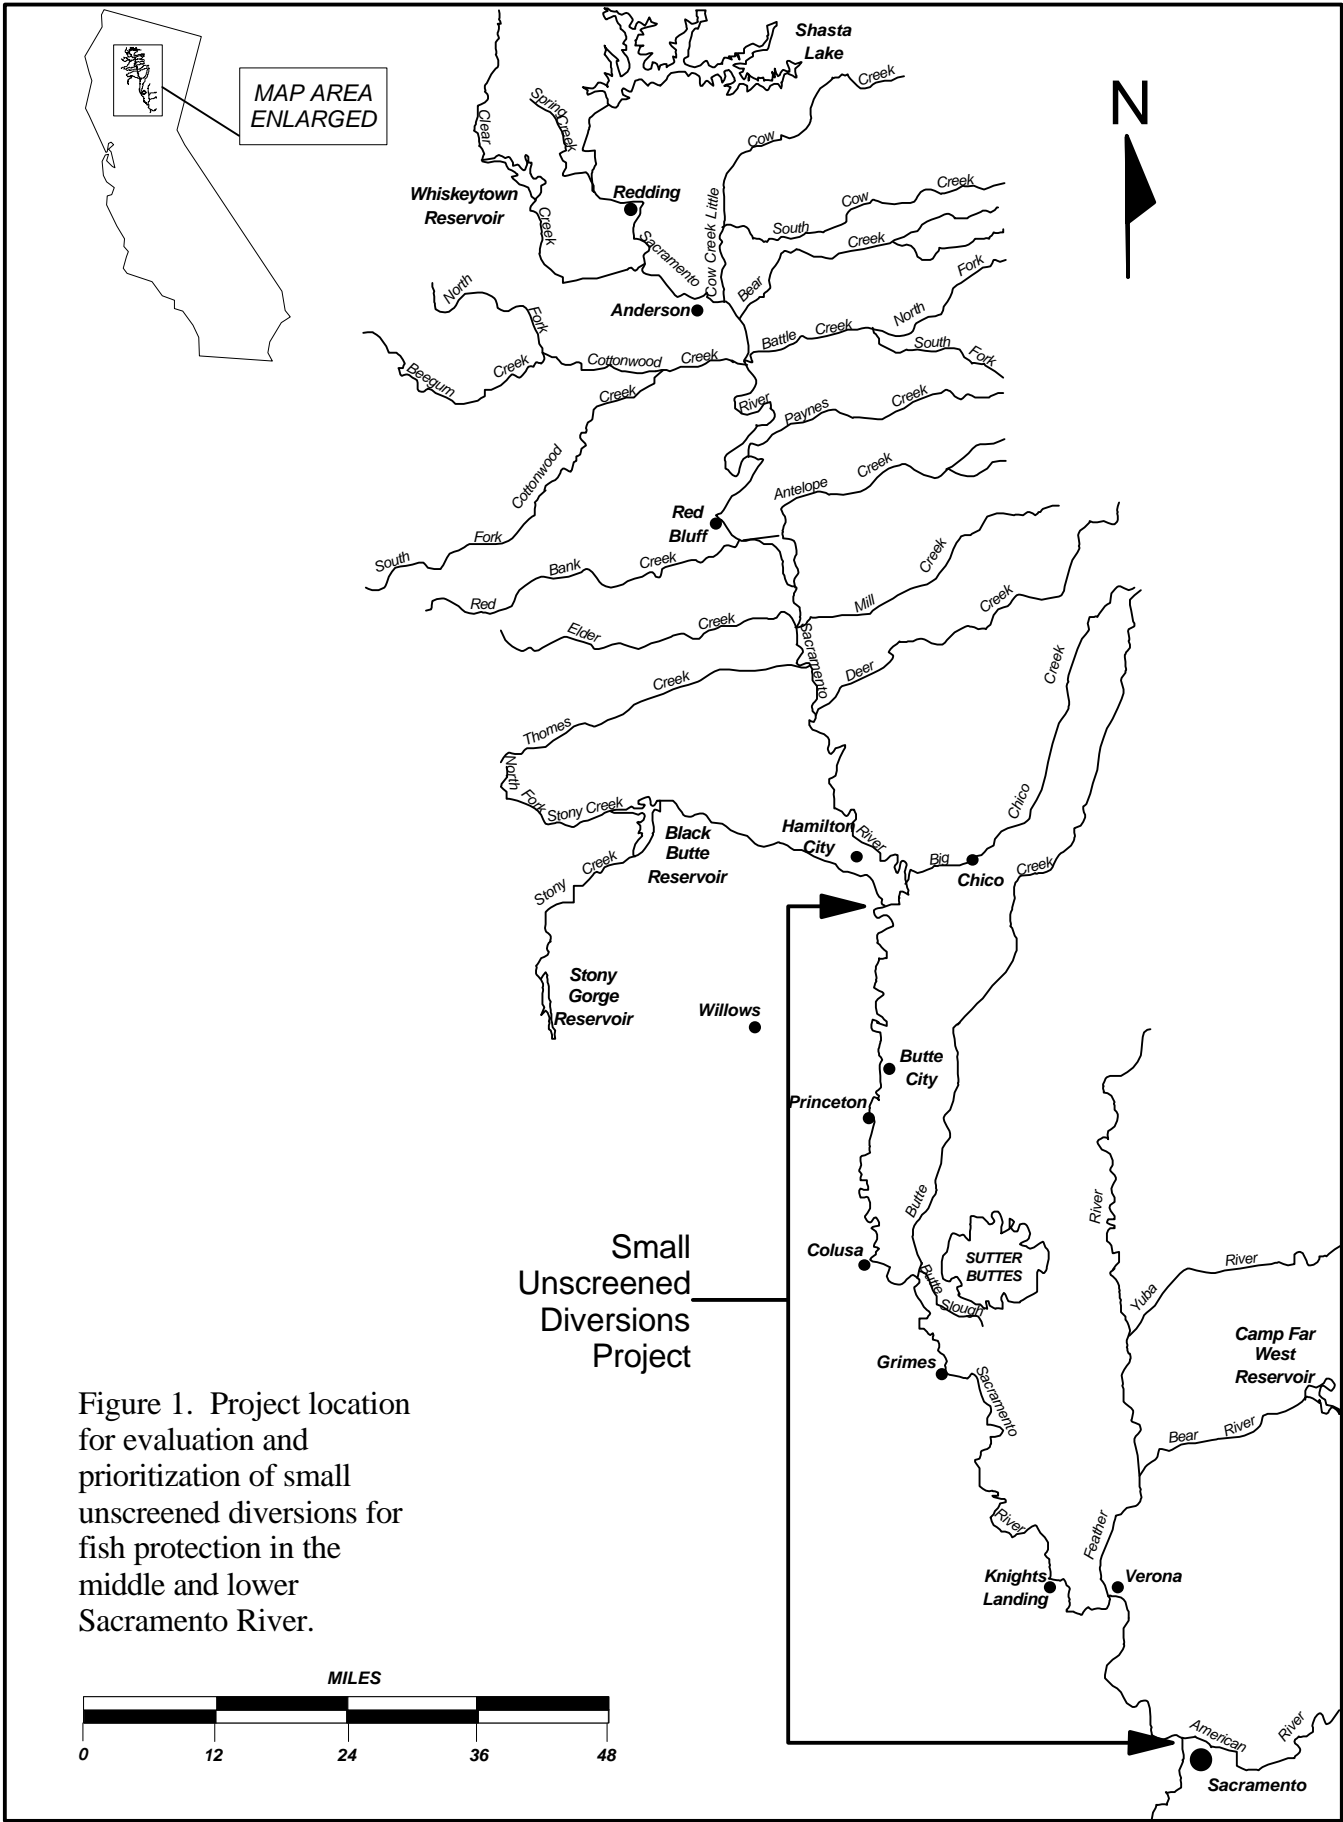 MAP AREA
ENLARGED
Shasta
Lake
N
Creek
Cow
Clear
Spring
Creek
Whiskeytown
Reservoir
Redding
Creek
Sacramento
Cow Creek Little
South
Cow
Creek
Bear
Creek
Anderson
North
Fork
Beegum
Creek
Cottonwood
Creek
Battle
Creek
North
Fork
South
Fork
Creek
Cottonwood
Fork
South
River
Paynes
Creek
Antelope
Creek
Red
Bluff
Red
Bank
Creek
Mill
Creek
Elder
Creek
Sacramento
Deer
Creek
Thomes
Creek
North
Fork
Stony Creek
Stony
Creek
Black
Butte
Reservoir
Hamilton
City
River
Big
Chico
Creek
Chico
Creek
Stony
Gorge
Reservoir
Willows
Butte
City
Princeton
Butte
Colusa
Butte
Slough
SUTTER
BUTTES
Small
Unscreened
Diversions
Project
River
Yuba
River
Camp Far
West
Reservoir
Bear
River
Grimes
Sacramento
River
Feather
Knights
Landing
Verona
American
River
Sacramento
Figure 1. Project location
for evaluation and
prioritization of small
unscreened diversions for
fish protection in the
middle and lower
Sacramento River.
MILES
0 12 24 36 48